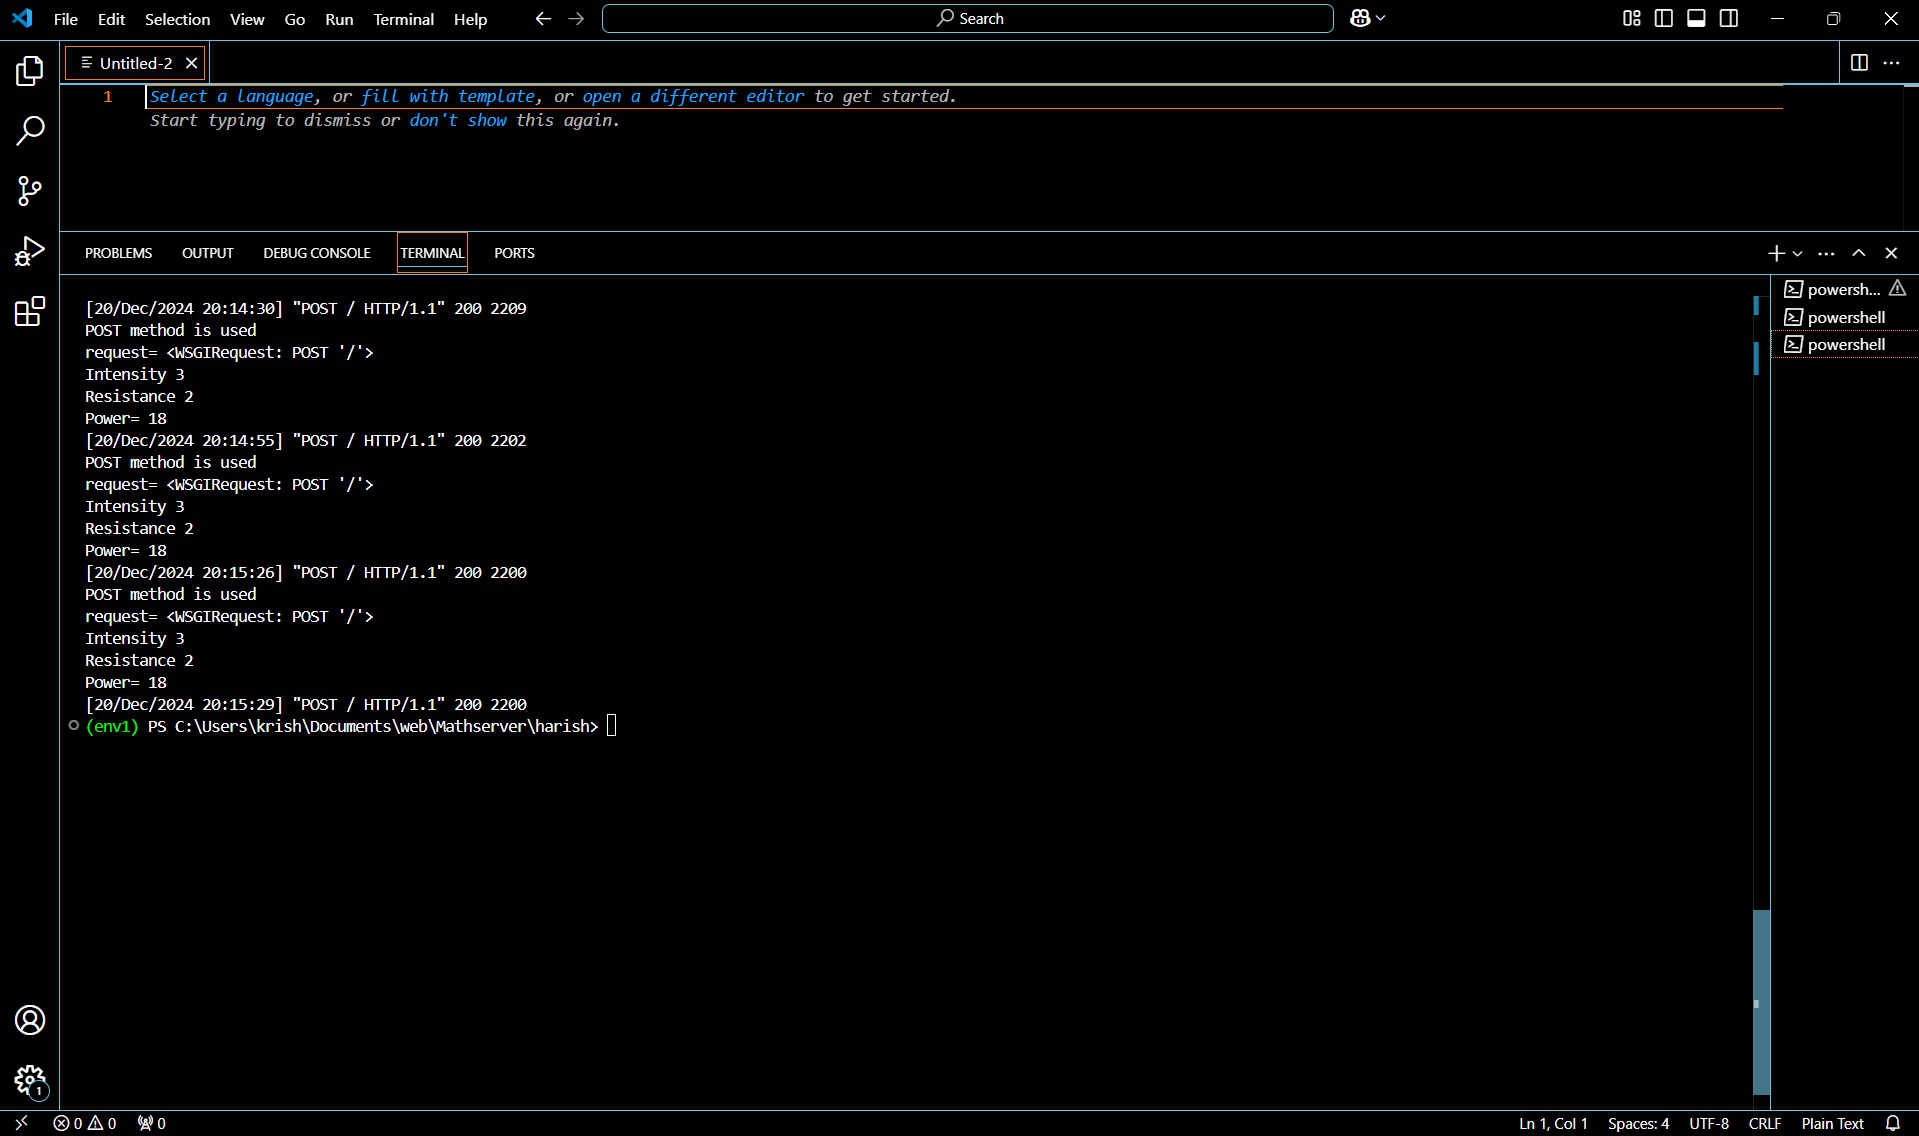 File Edit Selection View Go Run Terminal Help Search
Untitled-2
1 Select a language, or fill with template, or open a different editor to get started.
Start typing to dismiss or don't show this again.
PROBLEMS OUTPUT DEBUG CONSOLE TERMINAL PORTS
[20/Dec/2024 20:14:30] "POST / HTTP/1.1" 200 2209
POST method is used
request= <WSGIRequest: POST '/'>
Intensity 3
Resistance 2
Power= 18
[20/Dec/2024 20:14:55] "POST / HTTP/1.1" 200 2202
POST method is used
request= <WSGIRequest: POST '/'>
Intensity 3
Resistance 2
Power= 18
[20/Dec/2024 20:15:26] "POST / HTTP/1.1" 200 2200
POST method is used
request= <WSGIRequest: POST '/'>
Intensity 3
Resistance 2
Power= 18
[20/Dec/2024 20:15:29] "POST / HTTP/1.1" 200 2200
(env1) PS C:\Users\krish\Documents\web\Mathserver\harish>
powersh...
powershell
powershell
1
0 0 0 Ln 1, Col 1 Spaces: 4 UTF-8 CRLF Plain Text